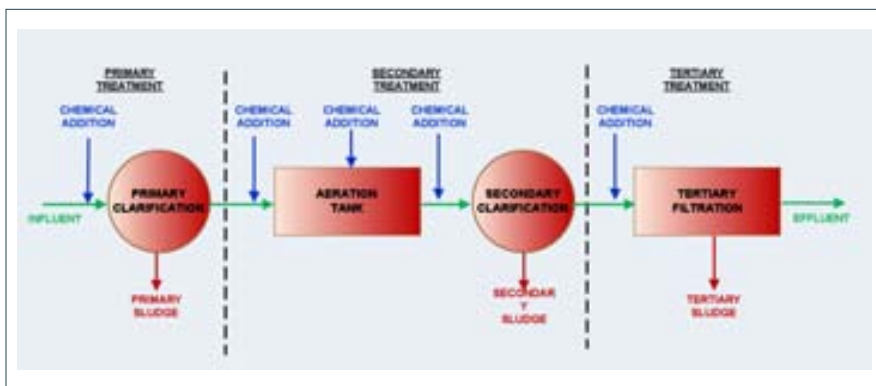 PRIMARY
TREATMENT
SECONDARY
TREATMENT
TERTIARY
TREATMENT
CHEMICAL
ADDITION
CHEMICAL
ADDITION
CHEMICAL
ADDITION
CHEMICAL
ADDITION
CHEMICAL
ADDITION
PRIMARY
CLARIFICATION
AERATION
TANK
SECONDARY
CLARIFICATION
TERTIARY
FILTRATION
INFLUENT
EFFLUENT
PRIMARY
SLUDGE
SECONDAR
Y
SLUDGE
TERTIARY
SLUDGE